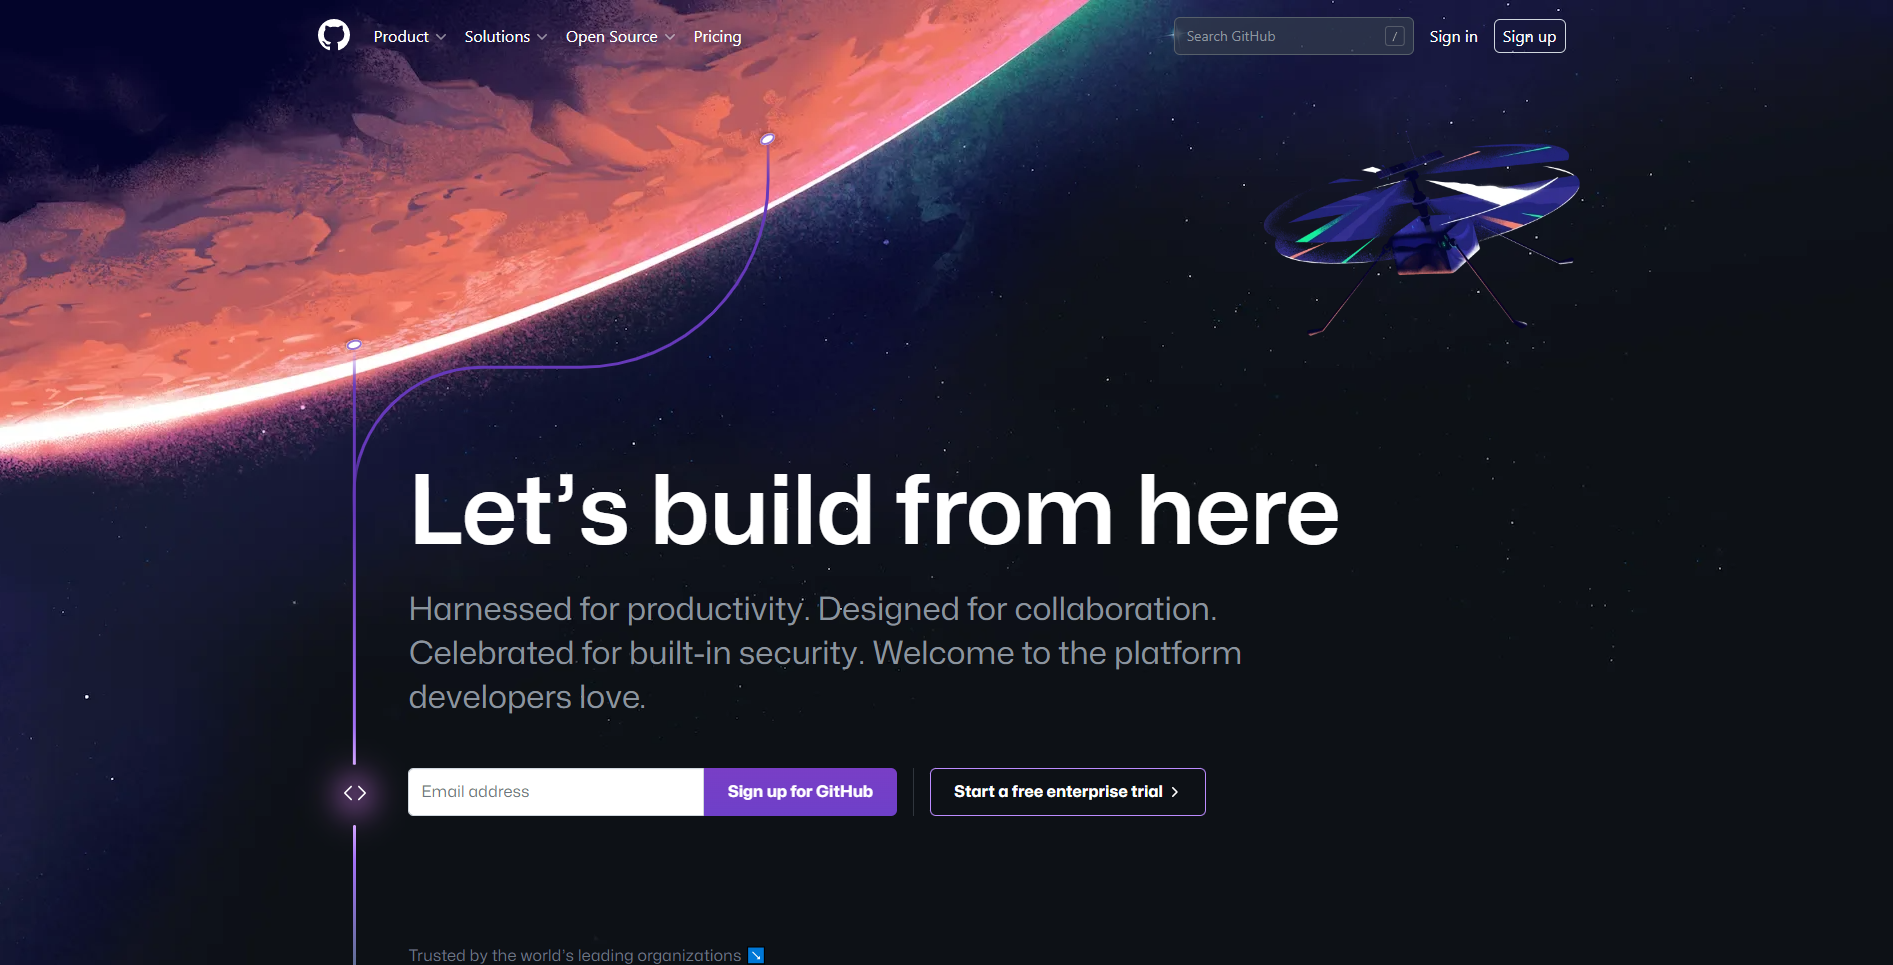 Product Solutions Open Source Pricing Search GitHub / Sign in Sign up
Let’s build from here
Harnessed for productivity. Designed for collaboration.
Celebrated for built-in security. Welcome to the platform
developers love.
Email address Sign up for GitHub Start a free enterprise trial
Trusted by the world’s leading organizations ↘